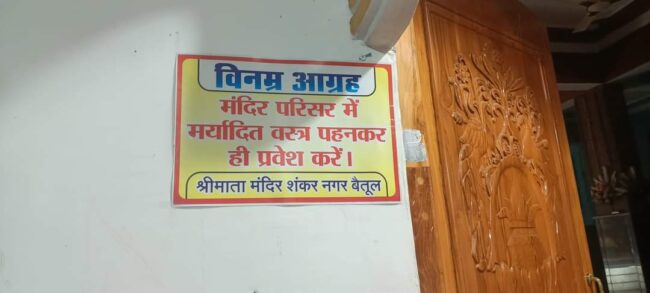 विनम्र आग्रह
मंदिर परिसर में
मर्यादित वस्त्र पहनकर
ही प्रवेश करें।
श्रीमाता मंदिर शंकर नगर बैतूल